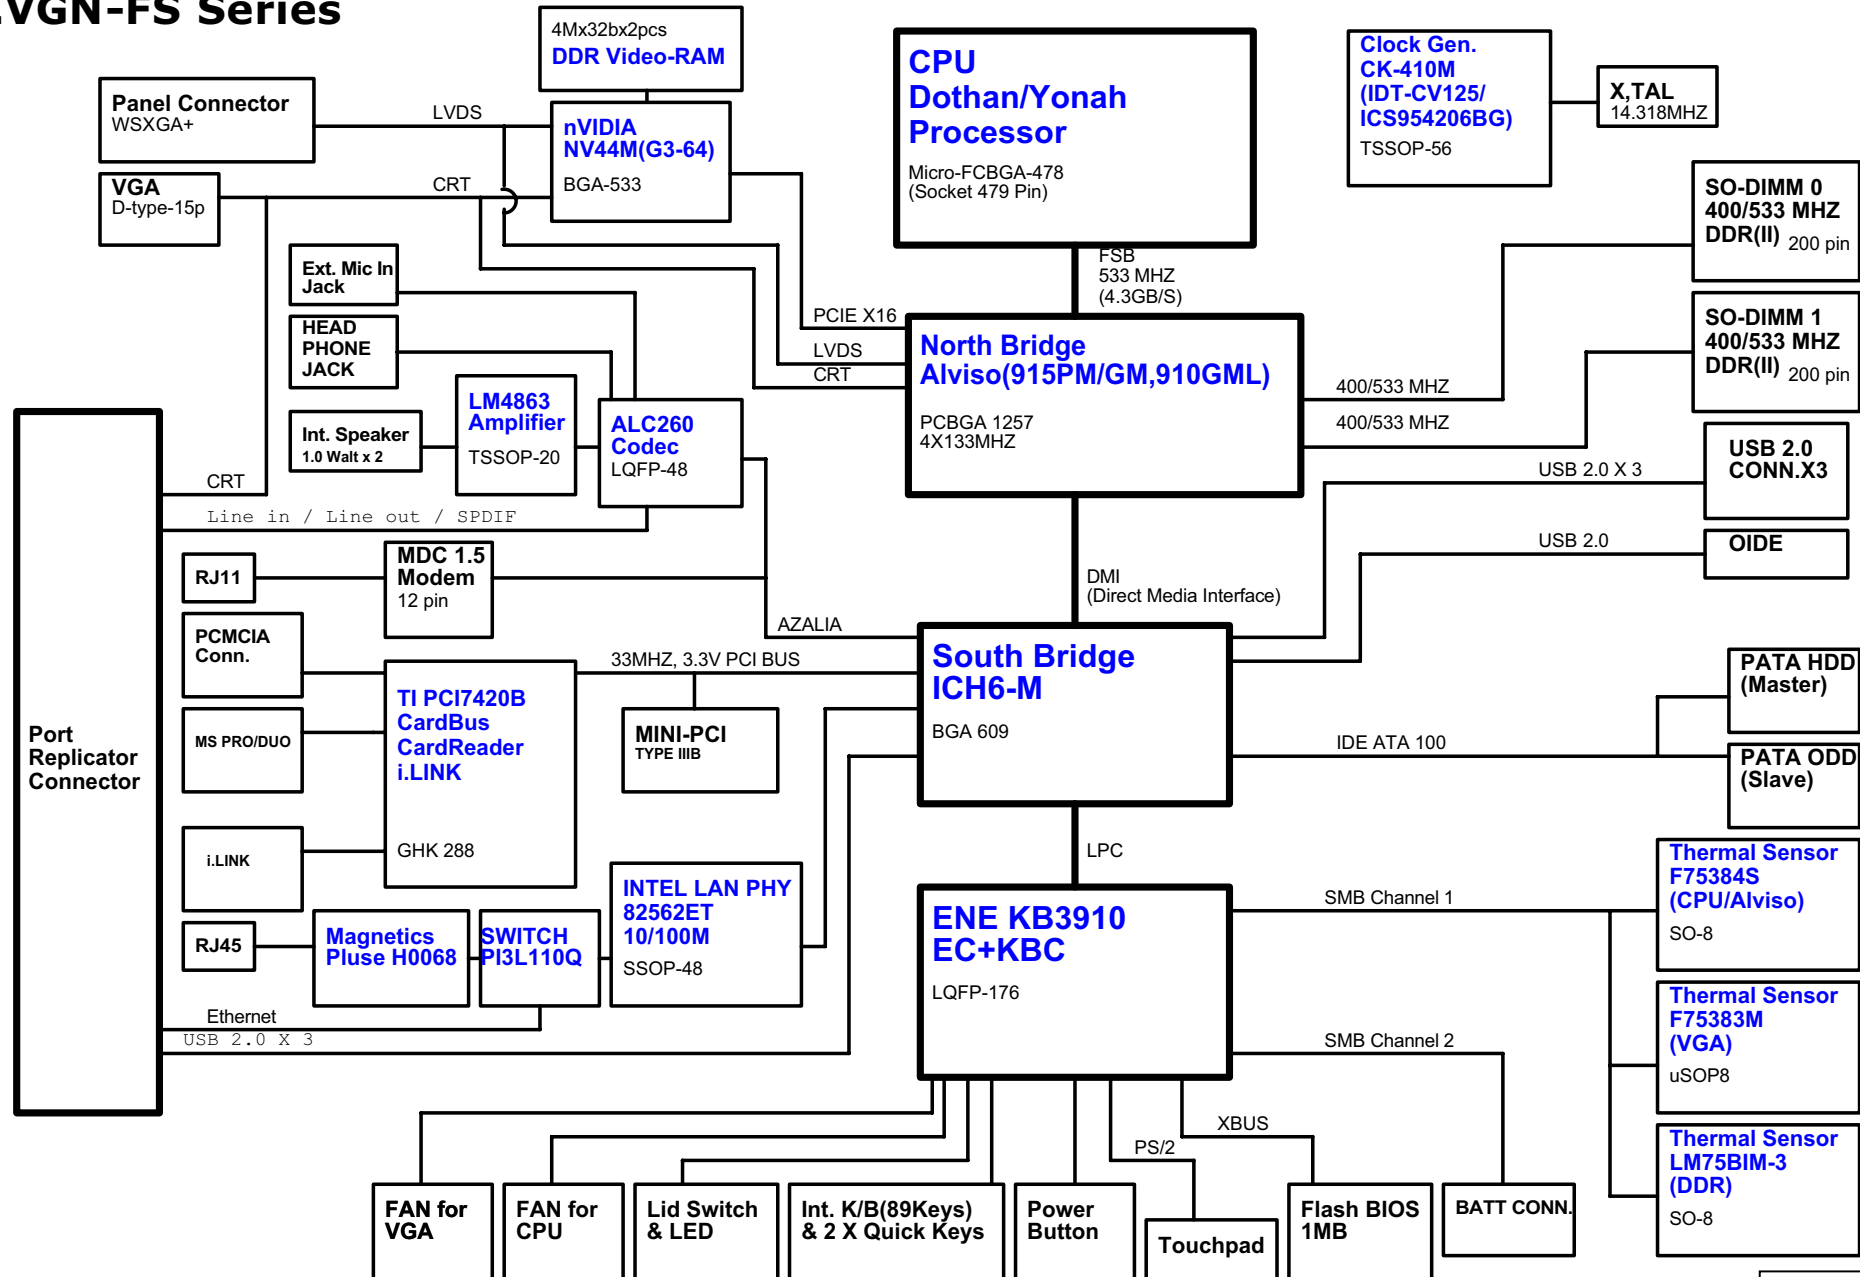 VGN-FS Series
4Mx32bx2pcs
DDR Video-RAM
Panel Connector
WSXGA+
LVDS
nVIDIA
NV44M(G3-64)
BGA-533
VGA
D-type-15p
CRT
CPU
Dothan/Yonah
Processor
Micro-FCBGA-478
(Socket 479 Pin)
Clock Gen.
CK-410M
(IDT-CV125/
ICS954206BG)
TSSOP-56
X,TAL
14.318MHZ
SO-DIMM 0
400/533 MHZ
DDR(II) 200 pin
SO-DIMM 1
400/533 MHZ
DDR(II) 200 pin
FSB
533 MHZ
(4.3GB/S)
Ext. Mic In
Jack
HEAD
PHONE
JACK
PCIE X16
LVDS
CRT
North Bridge
Alviso(915PM/GM,910GML)
PCBGA 1257
4X133MHZ
400/533 MHZ
400/533 MHZ
Int. Speaker
1.0 Walt x 2
LM4863
Amplifier
TSSOP-20
ALC260
Codec
LQFP-48
CRT
Line in / Line out / SPDIF
USB 2.0 X 3
USB 2.0
CONN.X3
USB 2.0
OIDE
RJ11
MDC 1.5
Modem
12 pin
DMI
(Direct Media Interface)
AZALIA
PCMCIA
Conn.
33MHZ, 3.3V PCI BUS
TI PCI7420B
CardBus
CardReader
i.LINK
GHK 288
MS PRO/DUO
MINI-PCI
TYPE IIIB
South Bridge
ICH6-M
BGA 609
IDE ATA 100
PATA HDD
(Master)
PATA ODD
(Slave)
Port
Replicator
Connector
i.LINK
LPC
INTEL LAN PHY
82562ET
10/100M
SSOP-48
RJ45
Magnetics
Pluse H0068
SWITCH
PI3L110Q
Ethernet
USB 2.0 X 3
ENE KB3910
EC+KBC
LQFP-176
SMB Channel 1
SMB Channel 2
Thermal Sensor
F75384S
(CPU/Alviso)
SO-8
Thermal Sensor
F75383M
(VGA)
uSOP8
Thermal Sensor
LM75BIM-3
(DDR)
SO-8
XBUS
PS/2
FAN for
VGA
FAN for
CPU
Lid Switch
& LED
Int. K/B(89Keys)
& 2 X Quick Keys
Power
Button
Touchpad
Flash BIOS
1MB
BATT CONN.